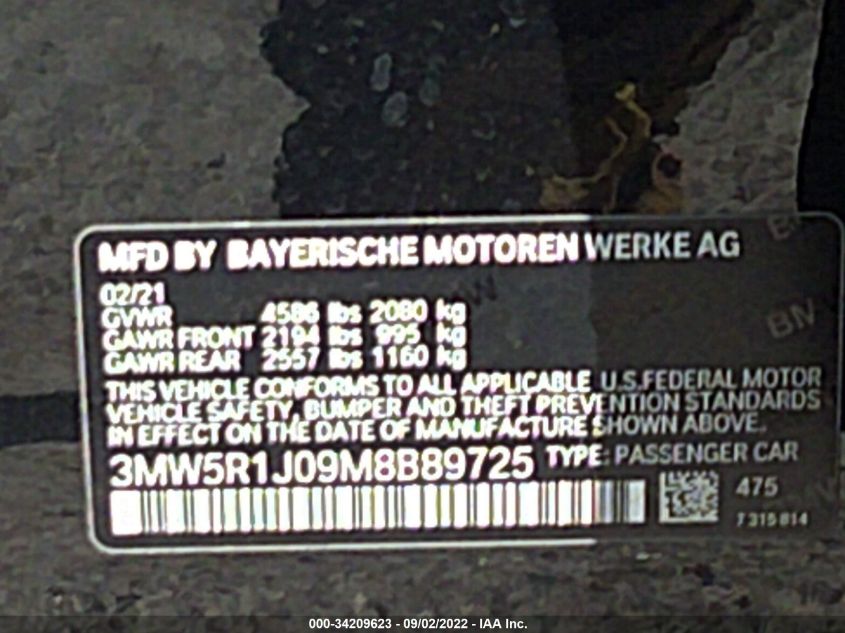 MFD BY BAYERISCHE MOTOREN WERKE AG
02/21
GVWR 4586 lbs 2080 kg
GAWR FRONT 2194 lbs 995 kg
GAWR REAR 2557 lbs 1160 kg
THIS VEHICLE CONFORMS TO ALL APPLICABLE U.S.FEDERAL MOTOR
VEHICLE SAFETY, BUMPER AND THEFT PREVENTION STANDARDS
IN EFFECT ON THE DATE OF MANUFACTURE SHOWN ABOVE.
3MW5R1J09M8B89725 TYPE: PASSENGER CAR
475
7315814
000-34209623 - 09/02/2022 - IAA Inc.